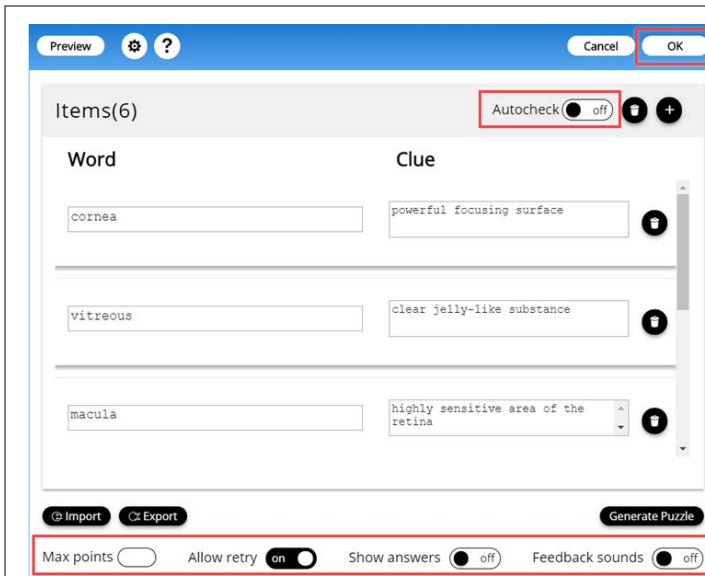 Preview ? Cancel OK
Items(6) Autocheck off
Word Clue
cornea powerful focusing surface
vitreous clear jelly-like substance
macula highly sensitive area of the
retina
Import Export Generate Puzzle
Max points Allow retry on Show answers off Feedback sounds off